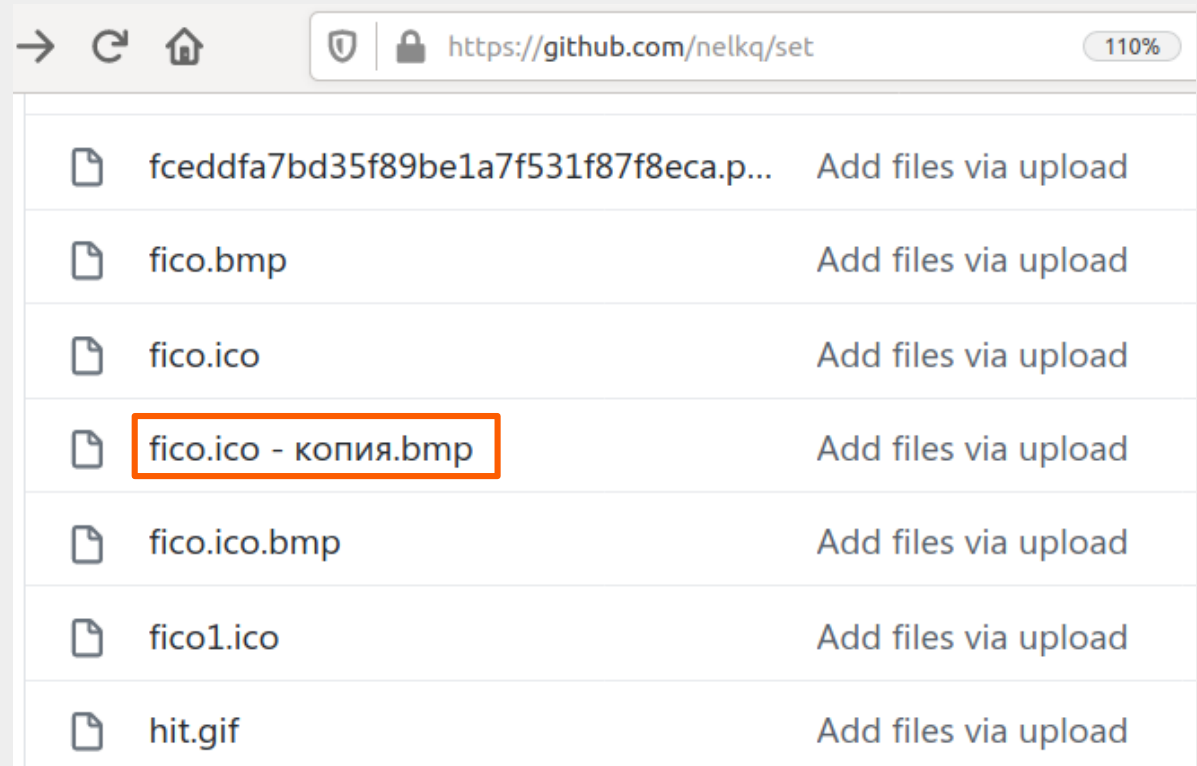 https://github.com/nelkq/set 110%
fceddfa7bd35f89be1a7f531f87f8eca.p... Add files via upload
fico.bmp Add files via upload
fico.ico Add files via upload
fico.ico - копия.bmp Add files via upload
fico.ico.bmp Add files via upload
fico1.ico Add files via upload
hit.gif Add files via upload